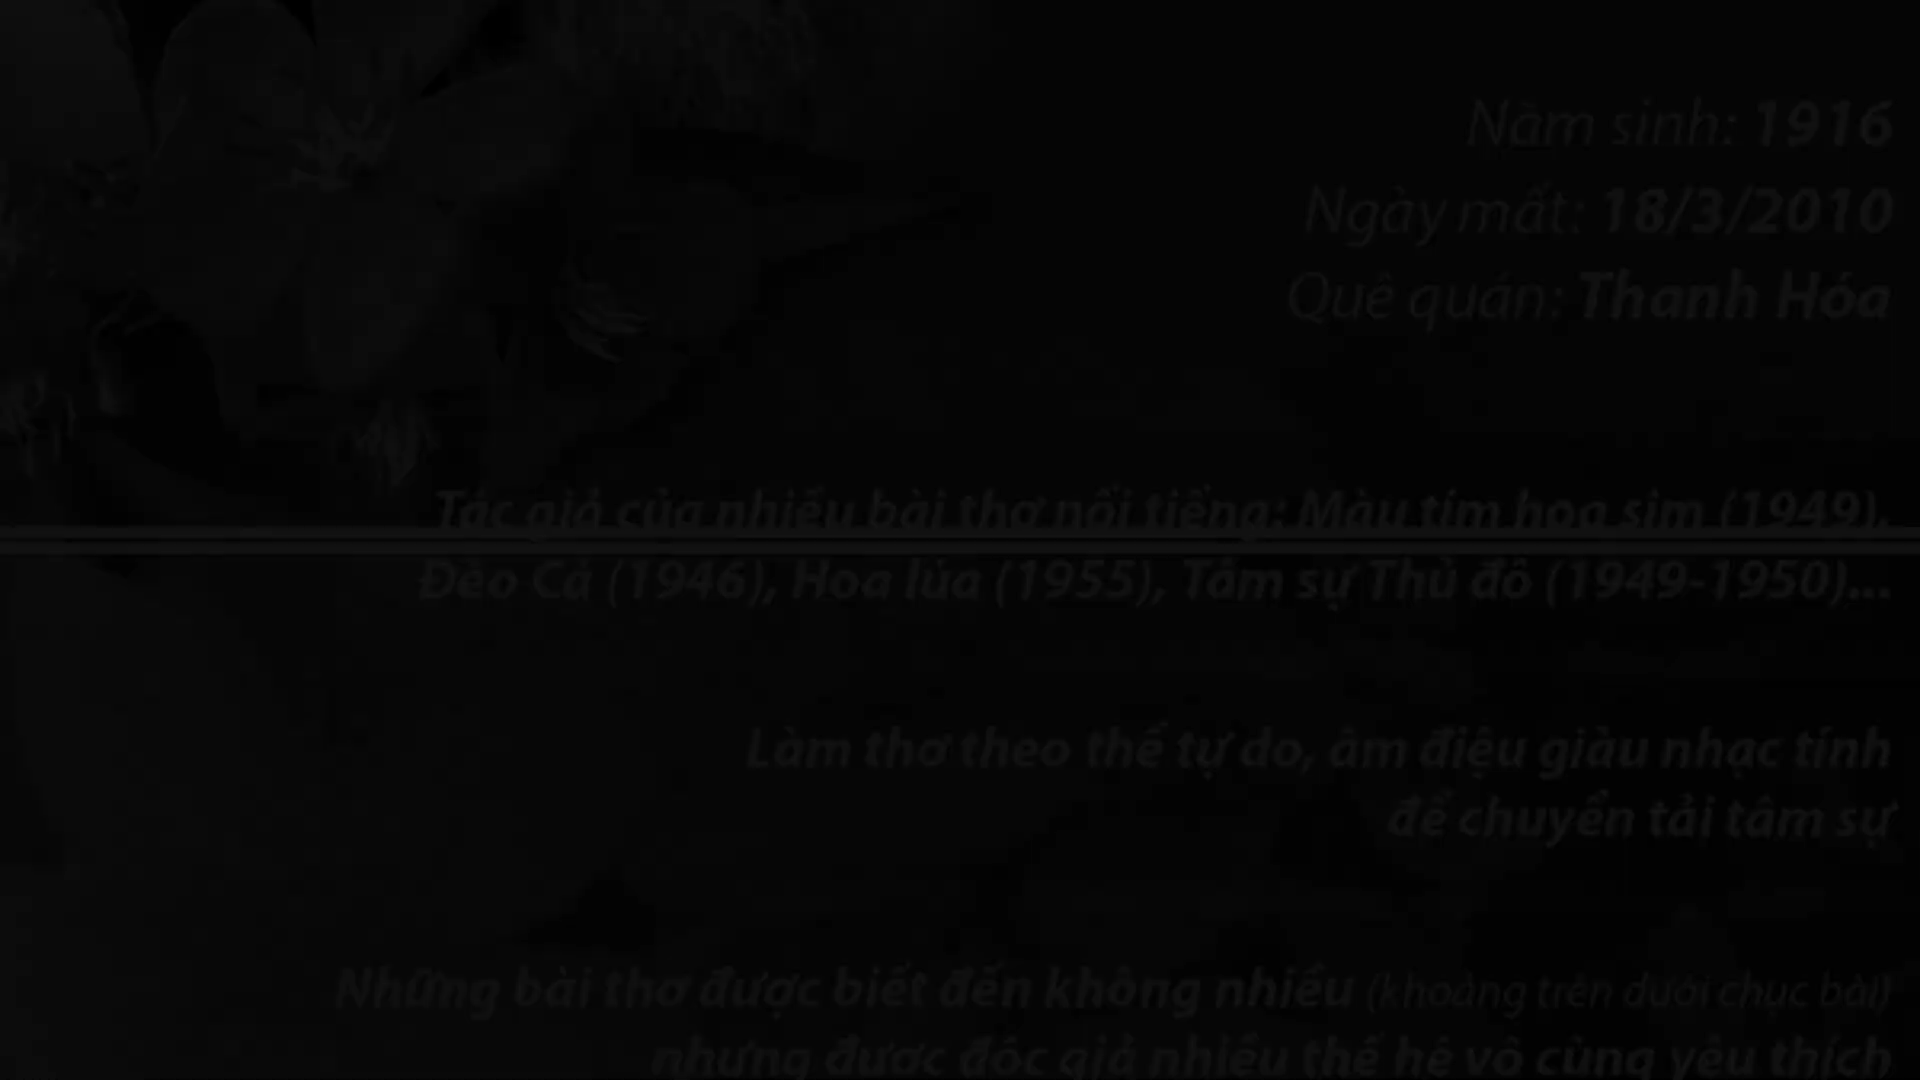 Năm sinh: 1916
Ngày mất: 18/3/2010
Quê quán: Thanh Hóa
Tác giả của nhiều bài thơ nổi tiếng: Màu tím hoa sim (1949),
Đèo Cả (1946), Hoa lúa (1955), Tâm sự Thủ đô (1949-1950)...
Làm thơ theo thể tự do, âm điệu giàu nhạc tính
để chuyển tải tâm sự
Những bài thơ được biết đến không nhiều (khoảng trên dưới chục bài)
nhưng được độc giả nhiều thế hệ vô cùng yêu thích